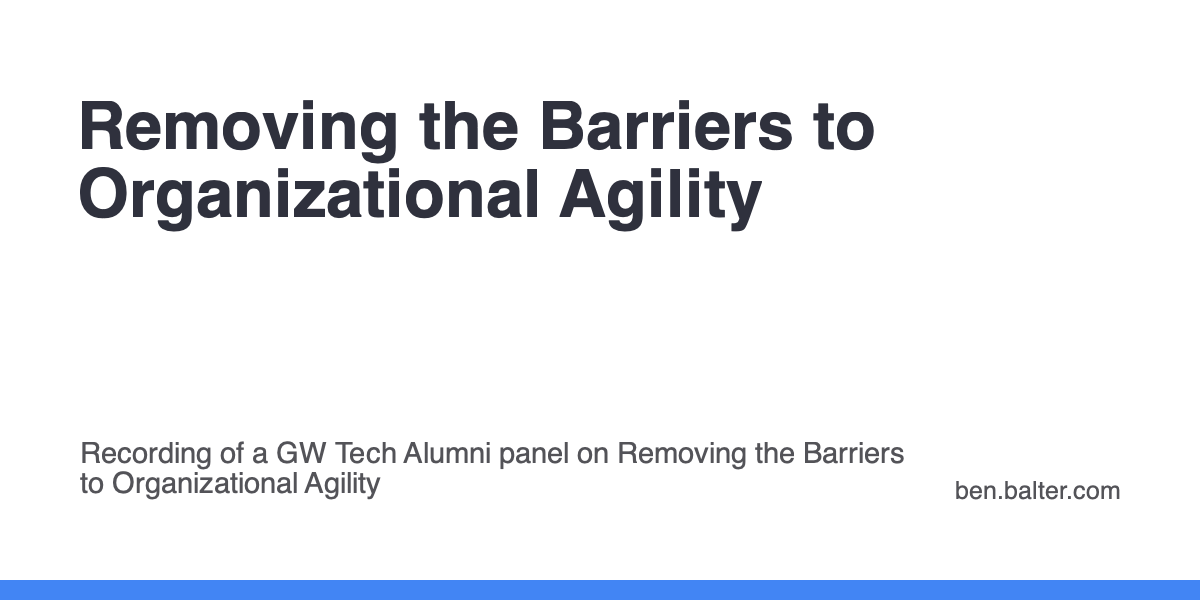 Removing the Barriers to
Organizational Agility
Recording of a GW Tech Alumni panel on Removing the Barriers
to Organizational Agility
ben.balter.com